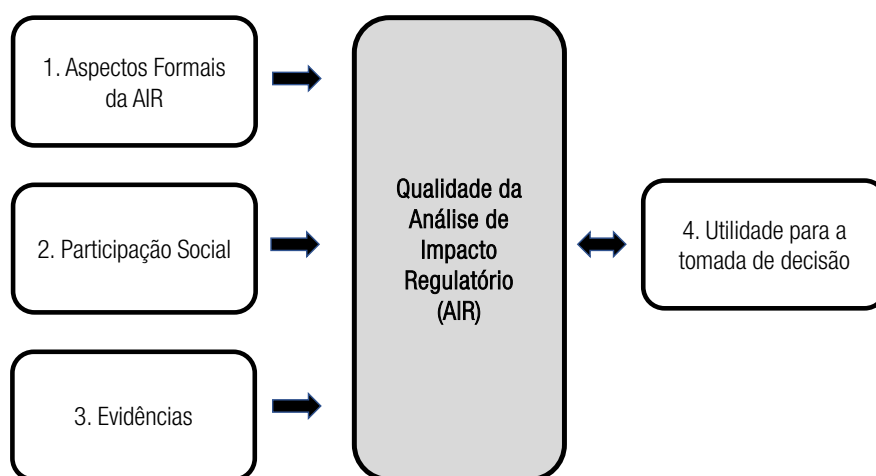 1. Aspectos Formais
da AIR
2. Participação Social
3. Evidências
Qualidade da
Análise de
Impacto
Regulatório
(AIR)
4. Utilidade para a
tomada de decisão